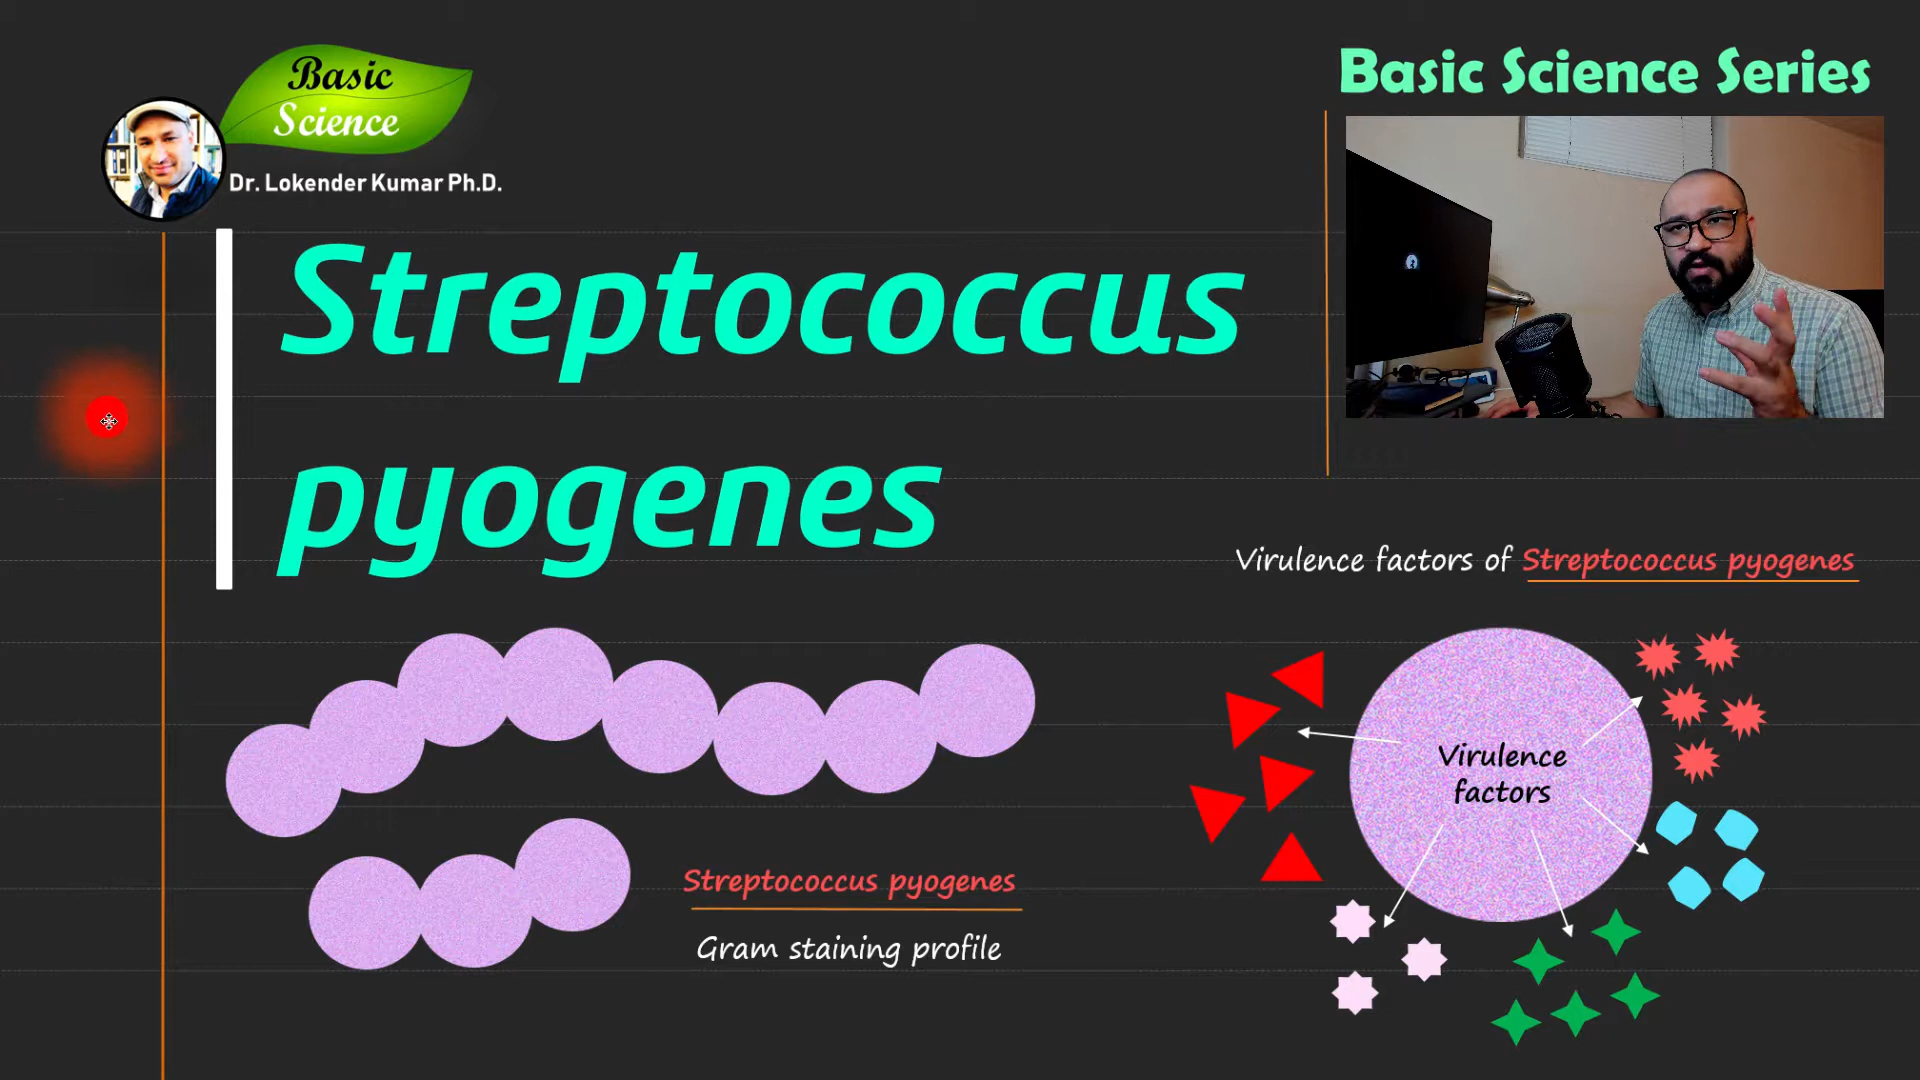 Basic
Science
Dr. Lokender Kumar Ph.D.
Basic Science Series
Streptococcus
pyogenes
Virulence factors of Streptococcus pyogenes
Virulence
factors
Streptococcus pyogenes
Gram staining profile